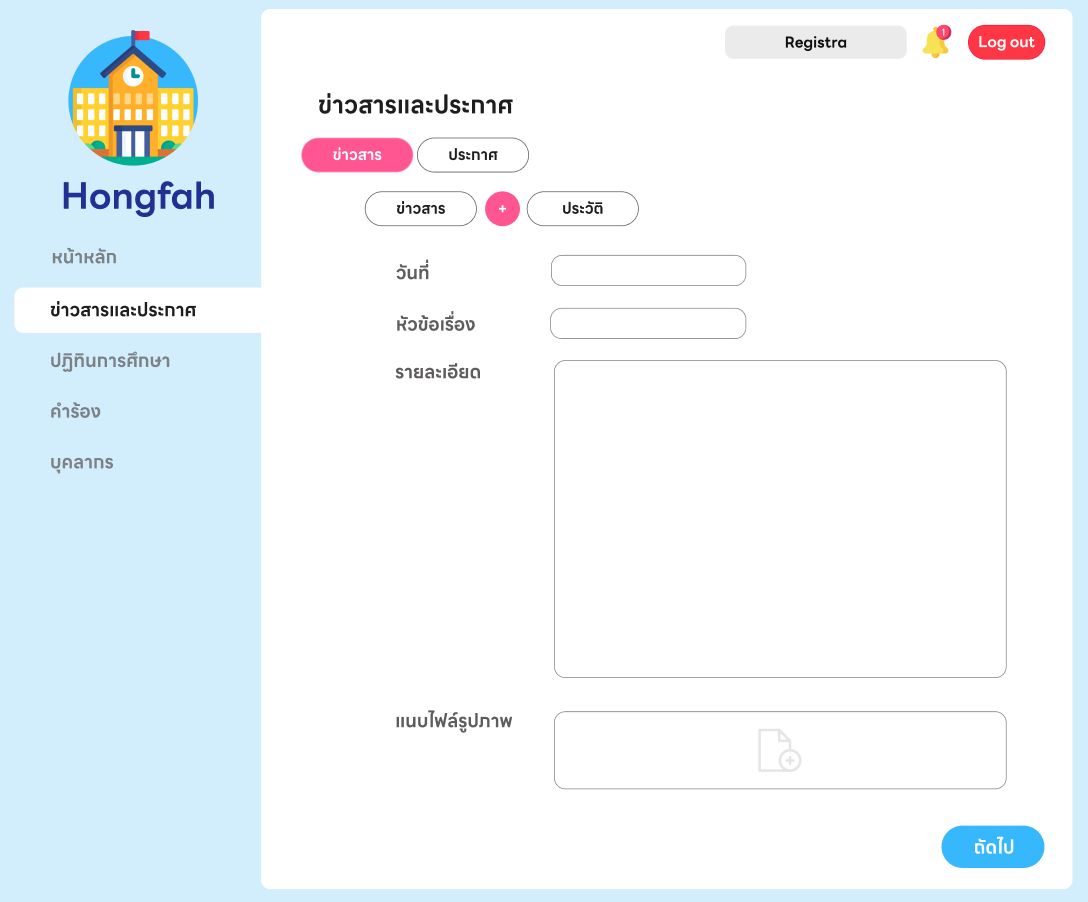 Registra
1
Log out
Hongfah
หน้าหลัก
ข่าวสารและประกาศ
ปฏิทินการศึกษา
คำร้อง
บุคลากร
ข่าวสารและประกาศ
ข่าวสาร
ประกาศ
ข่าวสาร
+
ประวัติ
วันที่
หัวข้อเรื่อง
รายละเอียด
แนบไฟล์รูปภาพ
ถัดไป